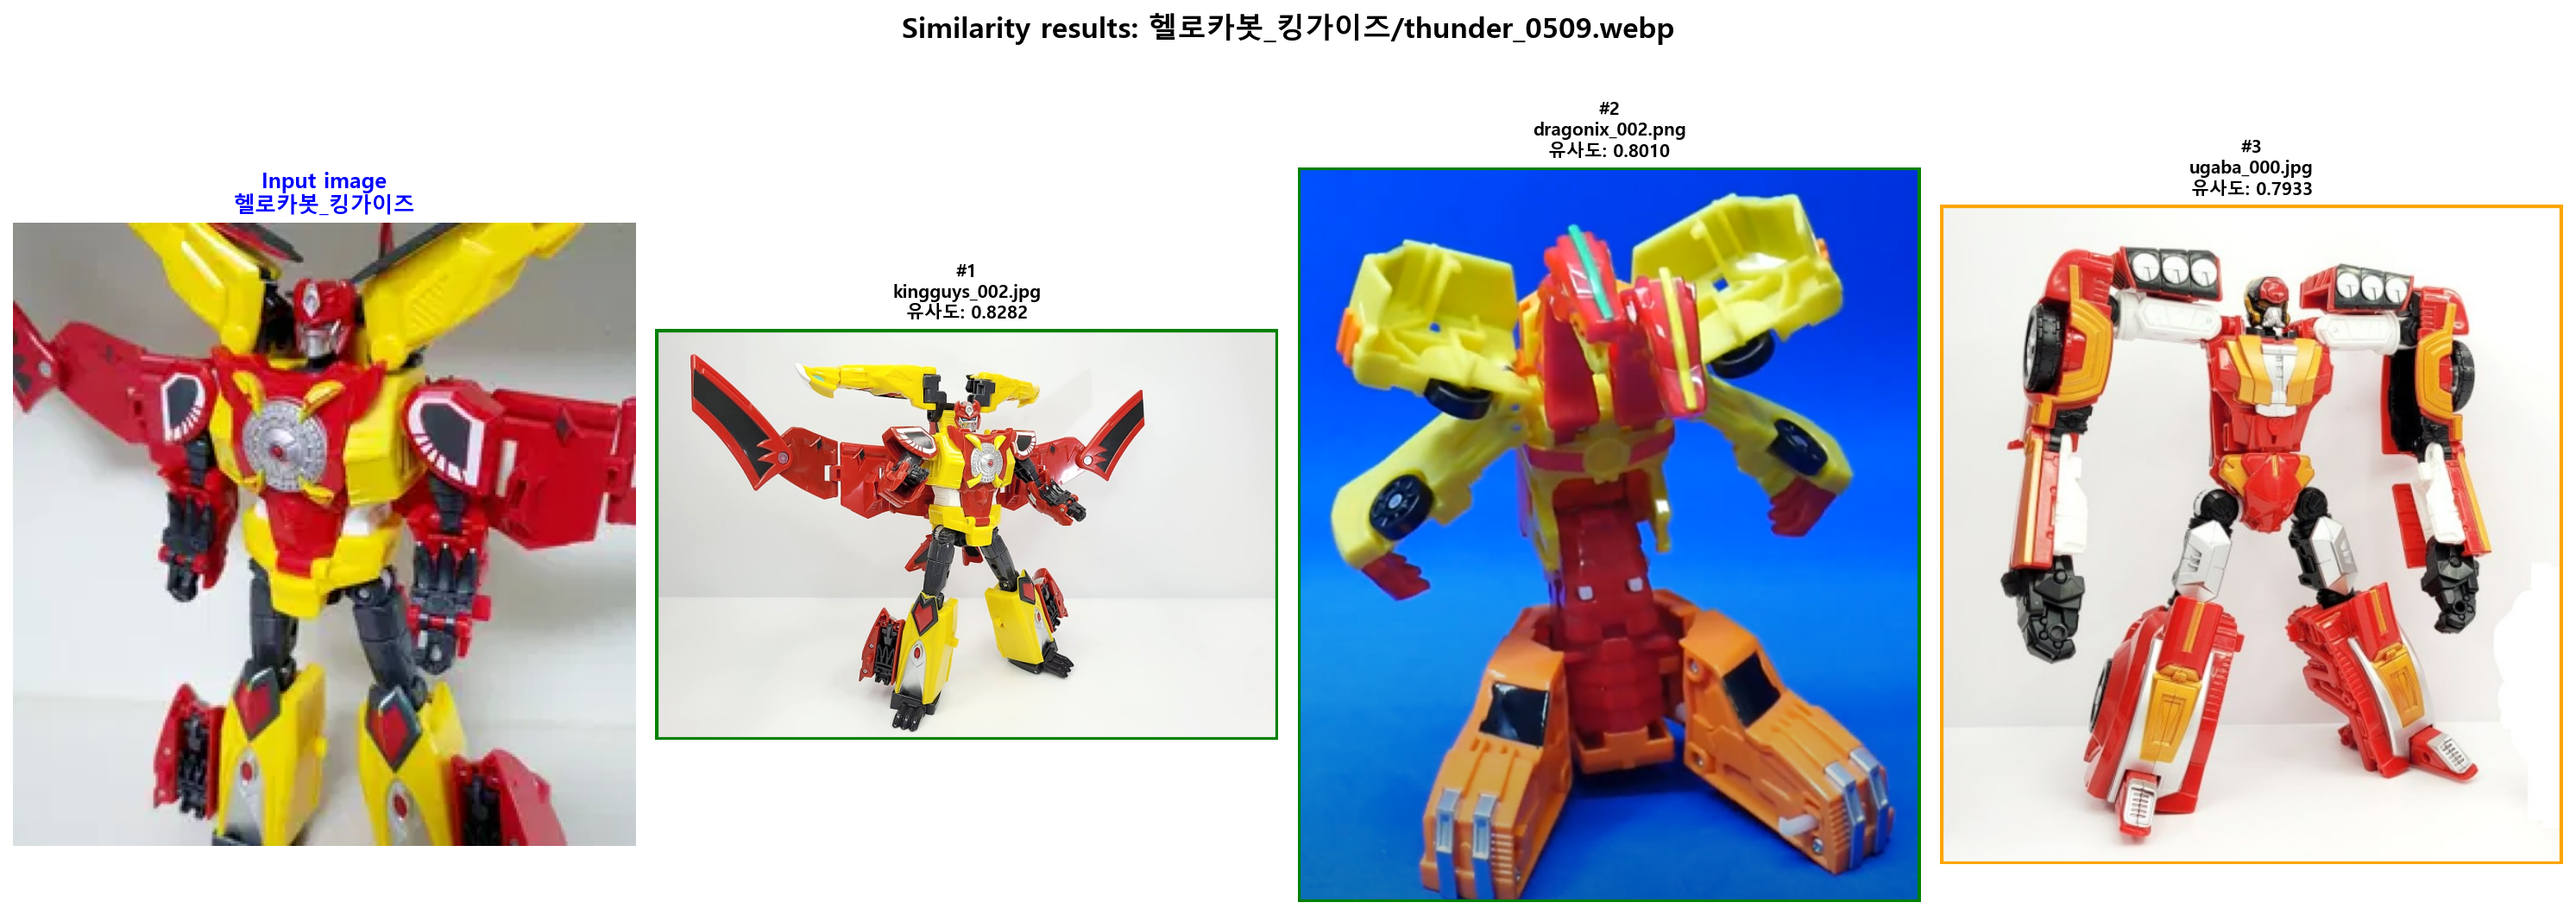 Similarity results: 헬로카봇_킹가이즈/thunder_0509.webp
Input image
헬로카봇_킹가이즈
#1
kingguys_002.jpg
유사도: 0.8282
#2
dragonix_002.png
유사도: 0.8010
#3
ugaba_000.jpg
유사도: 0.7933